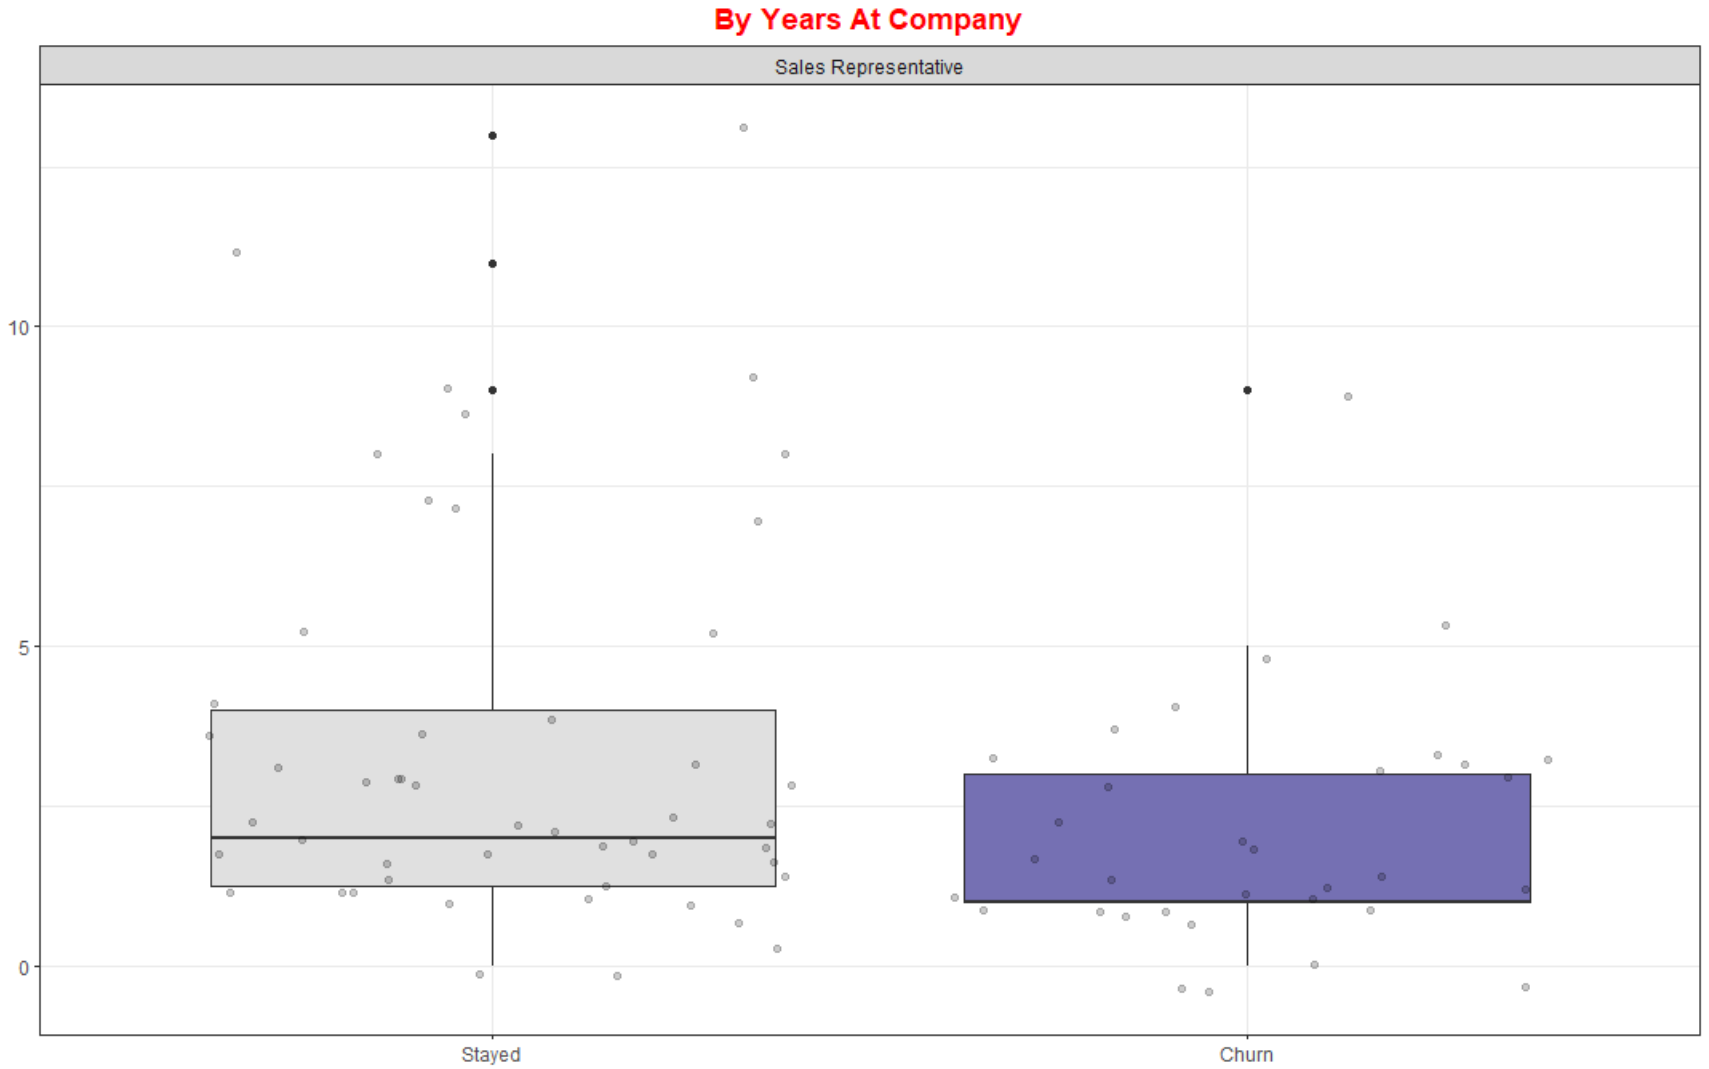 By Years At Company
Sales Representative
10
5
0
Stayed
Churn